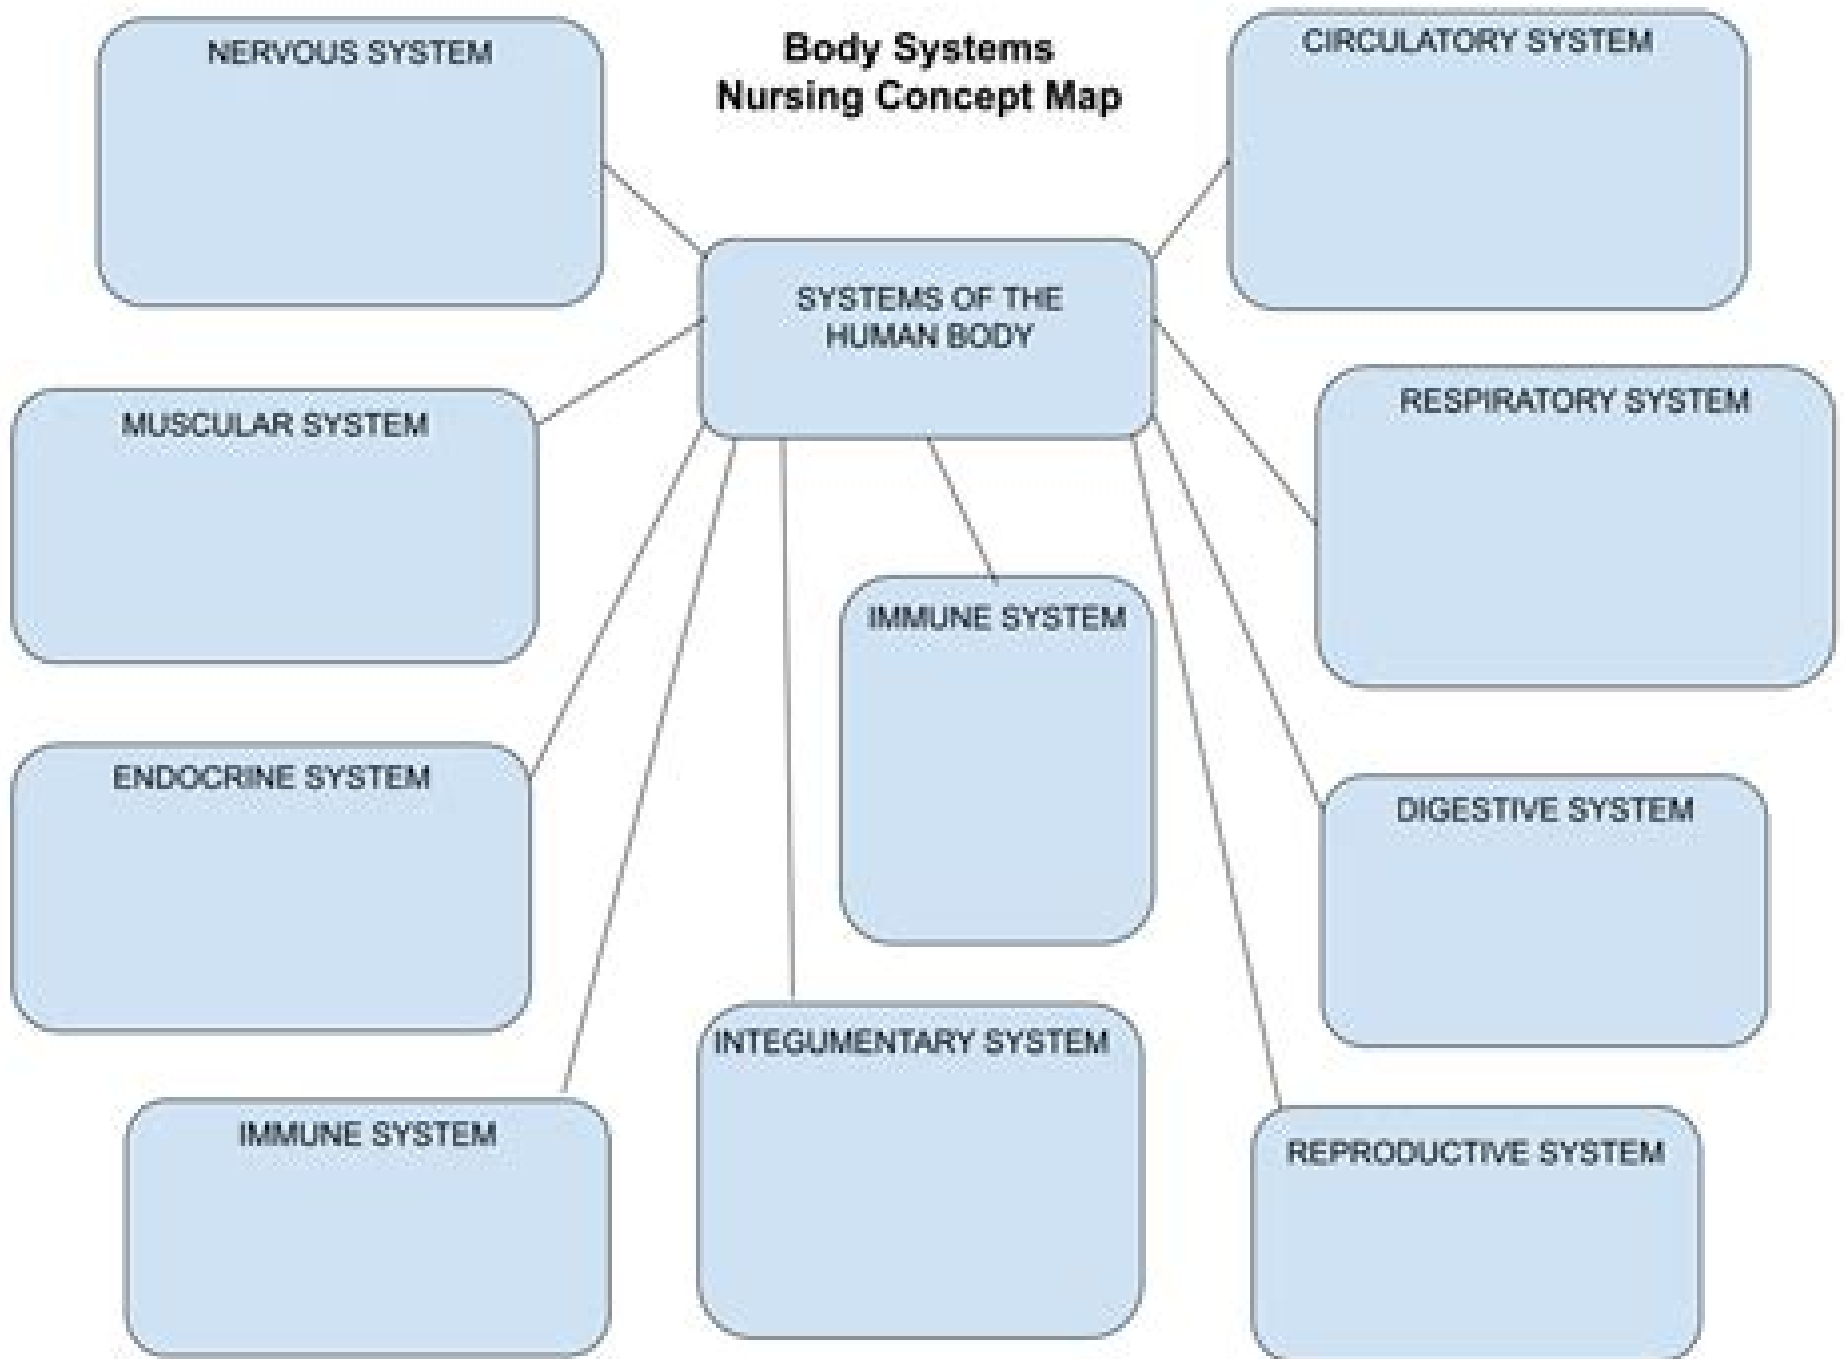 Body Systems
Nursing Concept Map
NERVOUS SYSTEM
CIRCULATORY SYSTEM
SYSTEMS OF THE
HUMAN BODY
MUSCULAR SYSTEM
RESPIRATORY SYSTEM
IMMUNE SYSTEM
ENDOCRINE SYSTEM
DIGESTIVE SYSTEM
INTEGUMENTARY SYSTEM
IMMUNE SYSTEM
REPRODUCTIVE SYSTEM